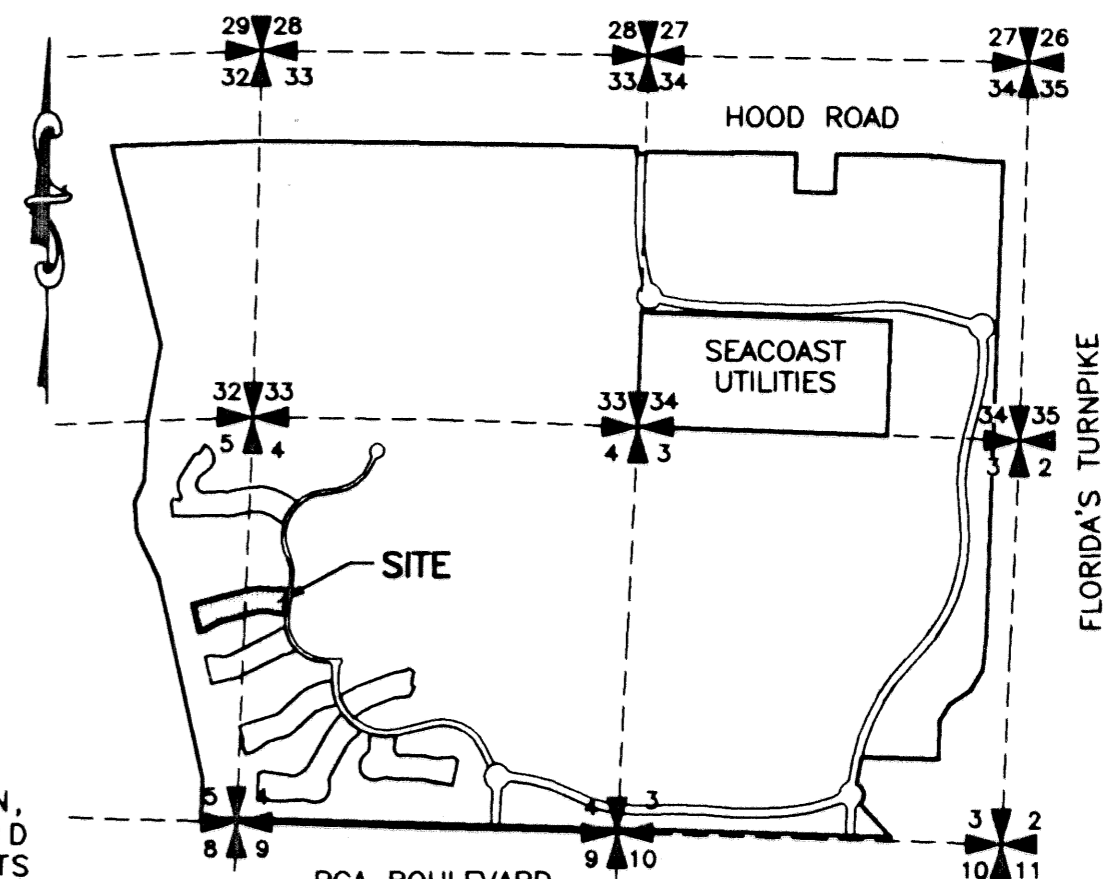 29 28
32 33
28 27
33 34
27 26
34 35
HOOD ROAD
SEACOAST
UTILITIES
FLORIDA'S TURNPIKE
32 33
5 4
33 34
4 3
34 35
3 2
SITE
5 4
8 9
4 3
9 10
3 2
10 11
N,
D
TS
PGA BOULEVARD